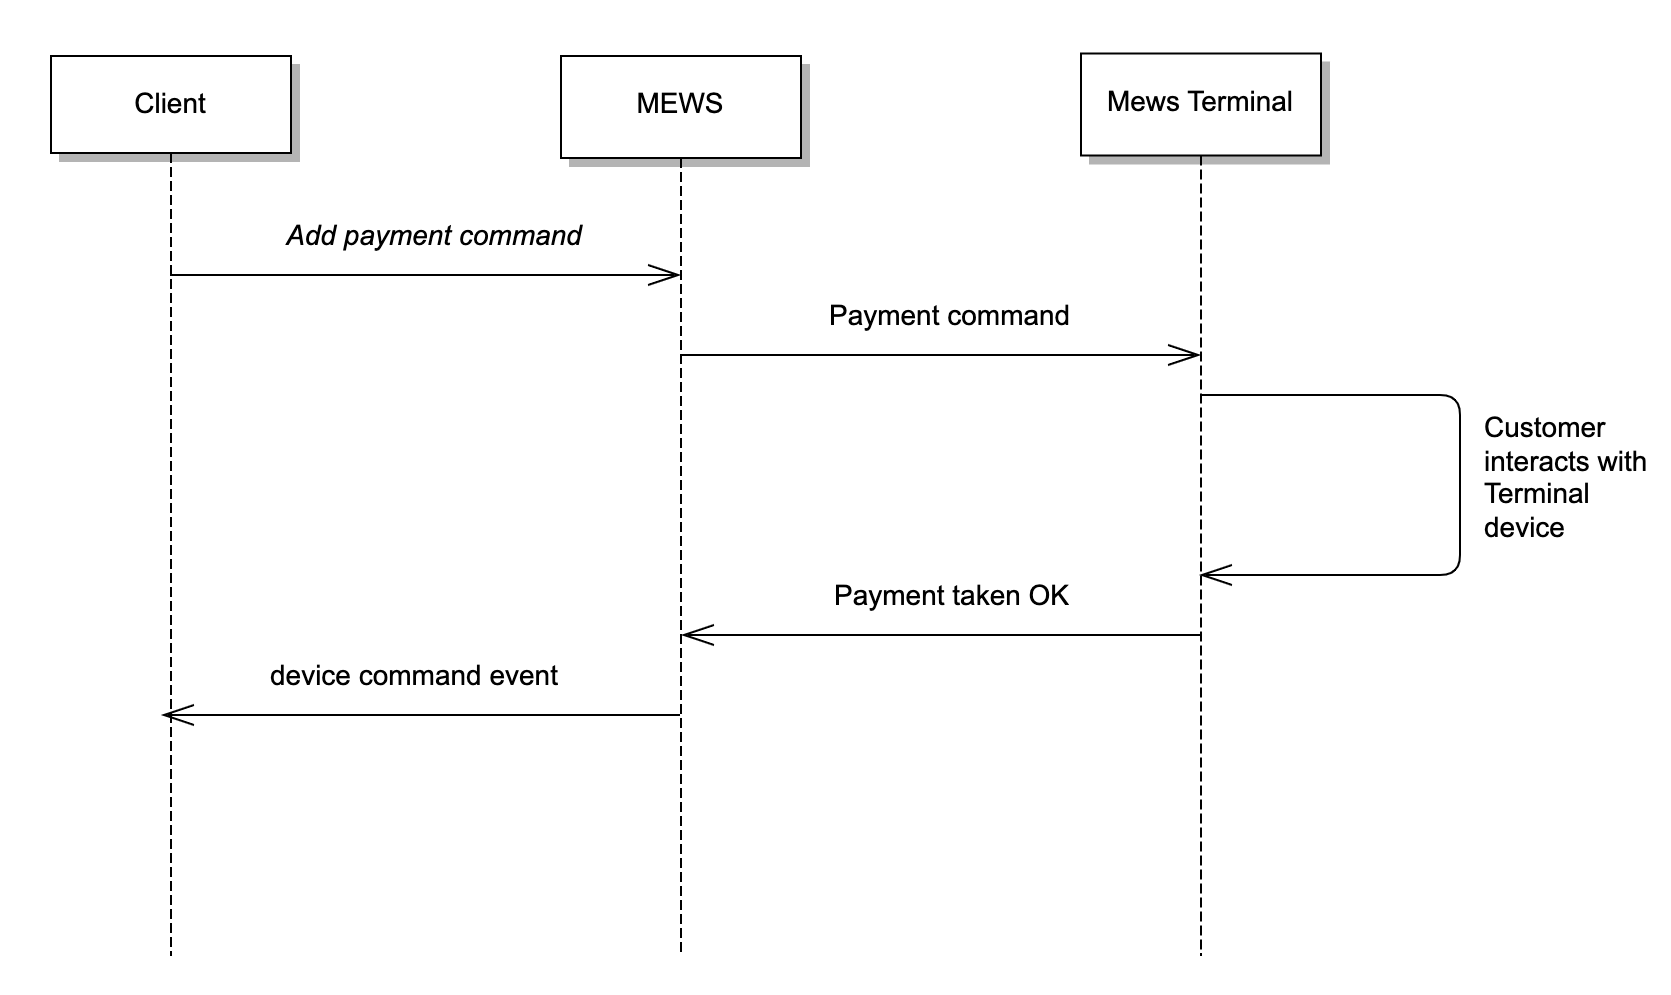 Client
MEWS
Mews Terminal
Add payment command
Payment command
Customer
interacts with
Terminal
device
Payment taken OK
device command event